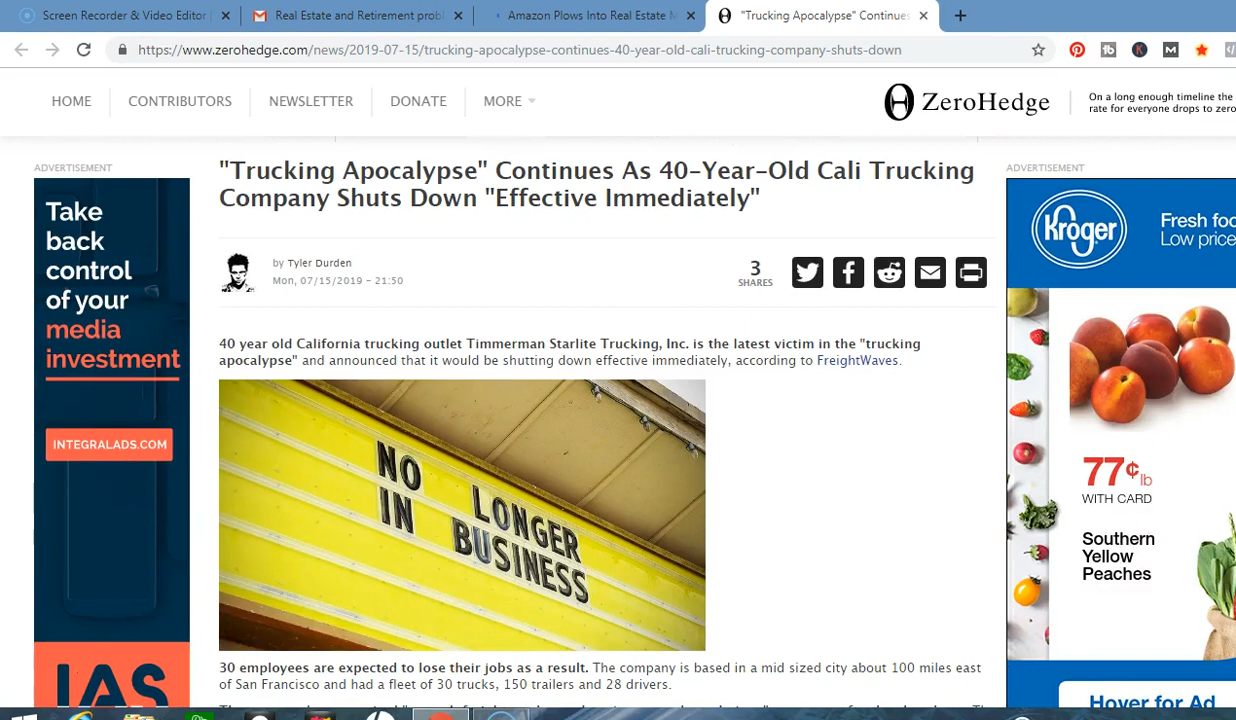 Screen Recorder & Video Editor
Real Estate and Retirement prob
Amazon Plows Into Real Estate M
"Trucking Apocalypse" Continues
https://www.zerohedge.com/news/2019-07-15/trucking-apocalypse-continues-40-year-old-cali-trucking-company-shuts-down
HOME
CONTRIBUTORS
NEWSLETTER
DONATE
MORE
ZeroHedge
On a long enough timeline the
rate for everyone drops to zero
ADVERTISEMENT
Take
back
control
of your
media
investment
INTEGRALADS.COM
IAS
"Trucking Apocalypse" Continues As 40-Year-Old Cali Trucking
Company Shuts Down "Effective Immediately"
by Tyler Durden
Mon, 07/15/2019 - 21:50
3
SHARES
40 year old California trucking outlet Timmerman Starlite Trucking, Inc. is the latest victim in the "trucking
apocalypse" and announced that it would be shutting down effective immediately, according to FreightWaves.
NO LONGER
IN BUSINESS
30 employees are expected to lose their jobs as a result. The company is based in a mid sized city about 100 miles east
of San Francisco and had a fleet of 30 trucks, 150 trailers and 28 drivers.
ADVERTISEMENT
Kroger
Fresh foo
Low price
77¢
lb
WITH CARD
Southern
Yellow
Peaches
Hover for Ad